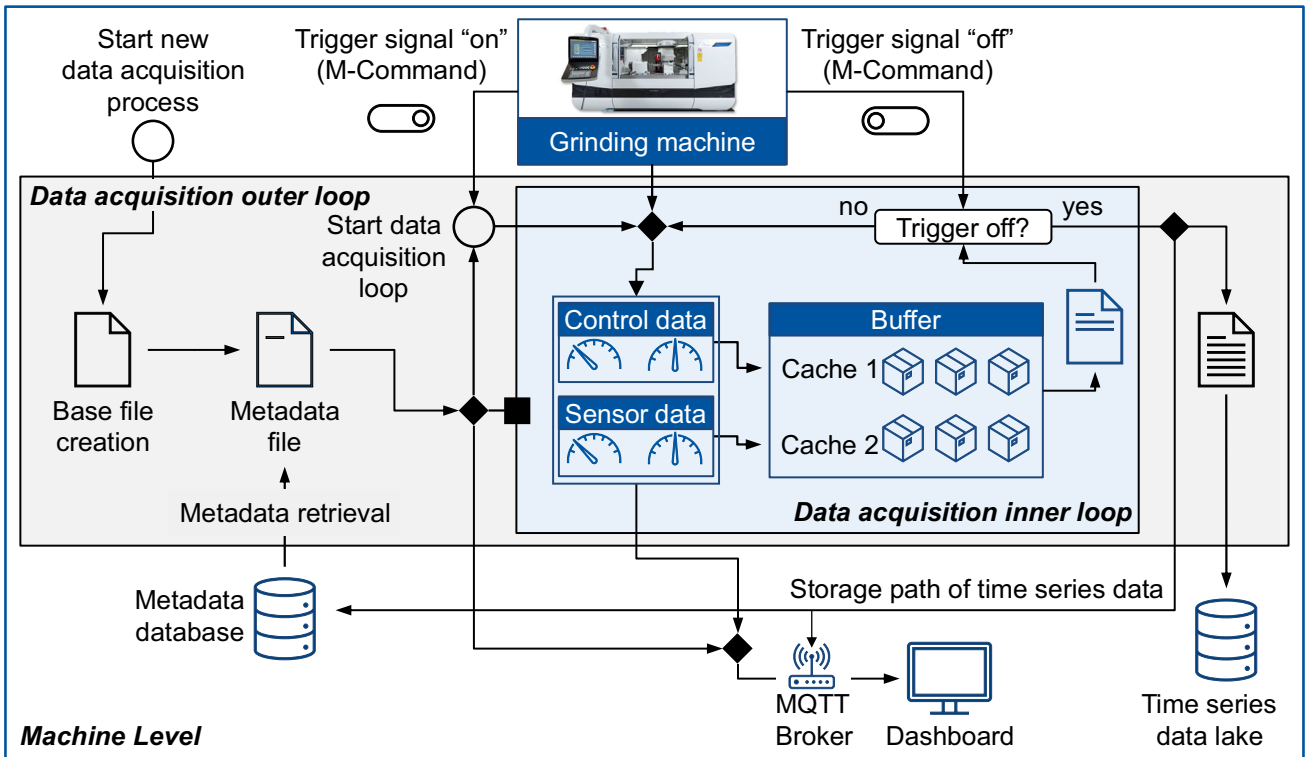 Start new
data acquisition
process
Trigger signal “on”
(M-Command)
Grinding machine
Trigger signal “off”
(M-Command)
Data acquisition outer loop
Start data
acquisition
loop
no
Trigger off?
yes
Control data
Sensor data
Buffer
Cache 1
Cache 2
Base file
creation
Metadata
file
Metadata retrieval
Data acquisition inner loop
Metadata
database
Storage path of time series data
MQTT
Broker
Dashboard
Time series
data lake
Machine Level